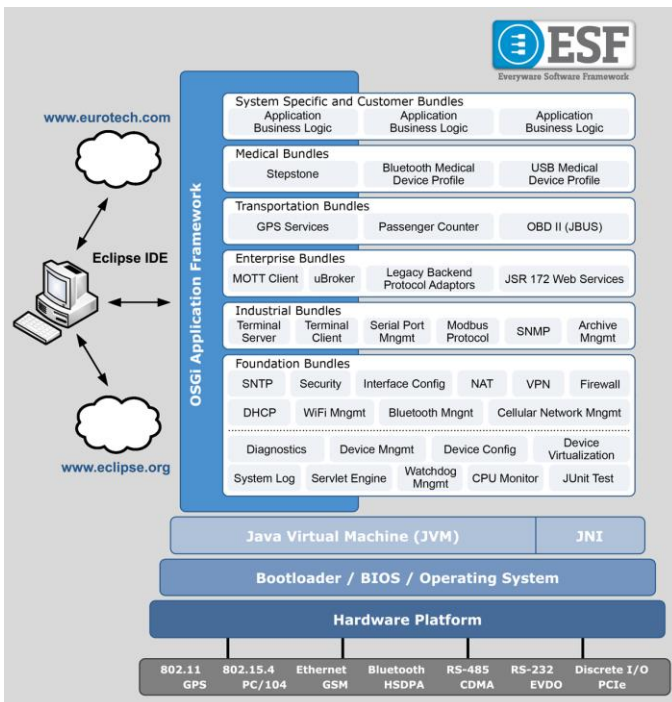 ESF
Everyware Software Framework
www.eurotech.com
Eclipse IDE
www.eclipse.org
OSGi Application Framework
System Specific and Customer Bundles
Application Business Logic
Application Business Logic
Application Business Logic
Medical Bundles
Stepstone
Bluetooth Medical Device Profile
USB Medical Device Profile
Transportation Bundles
GPS Services
Passenger Counter
OBD II (JBUS)
Enterprise Bundles
MOTT Client
uBroker
Legacy Backend Protocol Adaptors
JSR 172 Web Services
Industrial Bundles
Terminal Server
Terminal Client
Serial Port Mngmt
Modbus Protocol
SNMP
Archive Mngmt
Foundation Bundles
SNTP
Security
Interface Config
NAT
VPN
Firewall
DHCP
WiFi Mngmt
Bluetooth Mngnt
Cellular Network Mngmt
Diagnostics
Device Mngmt
Device Config
Device Virtualization
System Log
Servlet Engine
Watchdog Mngmt
CPU Monitor
JUnit Test
Java Virtual Machine (JVM)
JNI
Bootloader / BIOS / Operating System
Hardware Platform
802.11 802.15.4 Ethernet Bluetooth RS-485 RS-232 Discrete I/O
GPS PC/104 GSM HSDPA CDMA EVDO PCIe